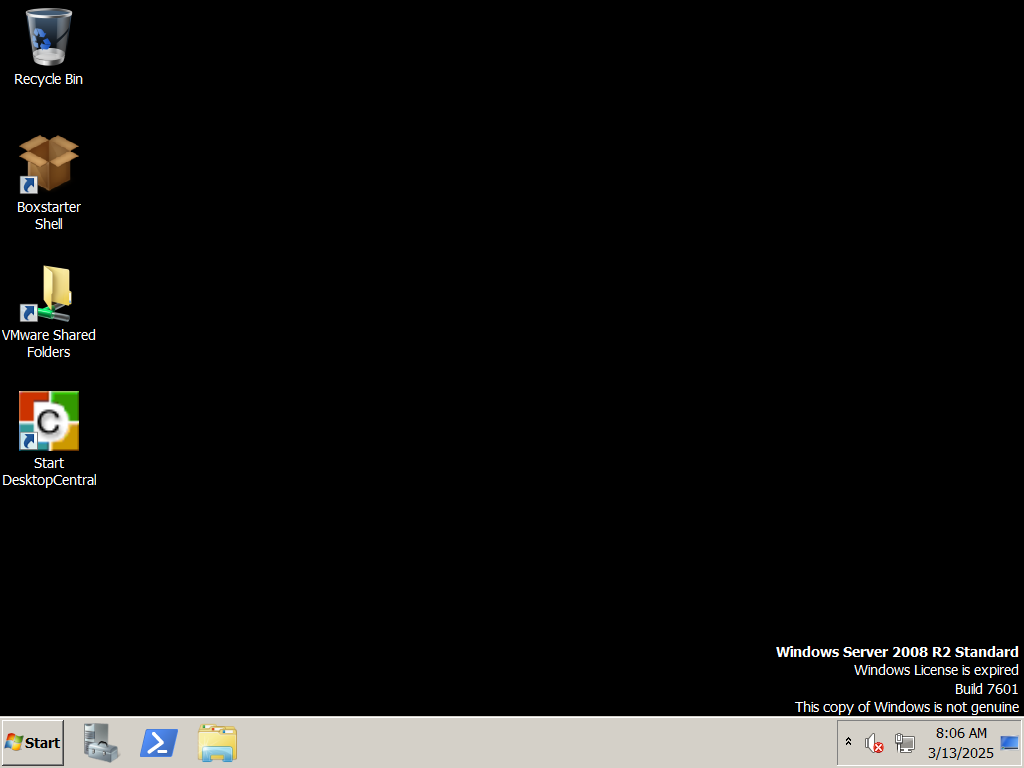 Recycle Bin
Boxstarter
Shell
VMware Shared
Folders
C
Start
DesktopCentral
Windows Server 2008 R2 Standard
Windows License is expired
Build 7601
This copy of Windows is not genuine
Start
8:06 AM
3/13/2025